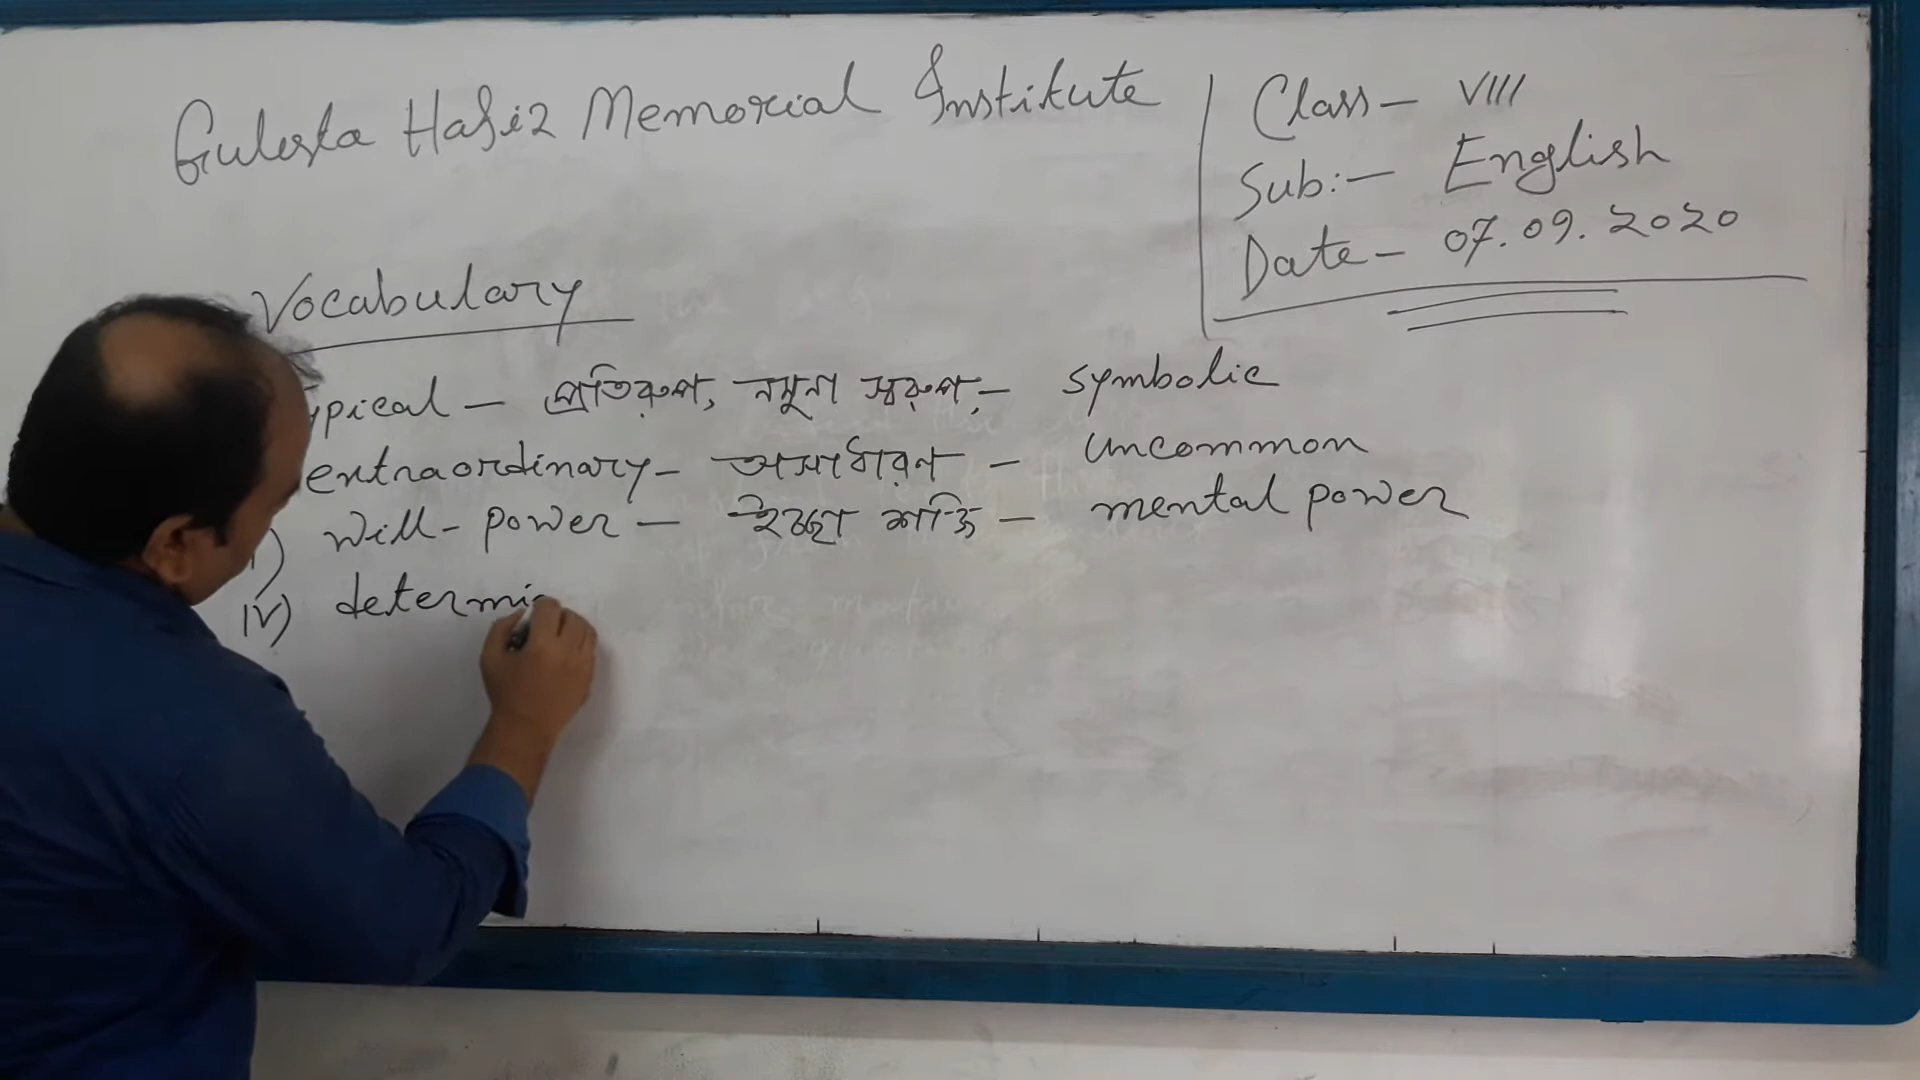 Gulesta Hafiz Memorial Institute
Class- VIII
Sub:- English
Date- 07.09.2020
Vocabulary
ypical - প্রতিরুপ, নমুনা স্বরুপ, - symbolic
extraordinary - অসাধারণ - uncommon
) will-power - ইচ্ছা শক্তি - mental power
IV) determi